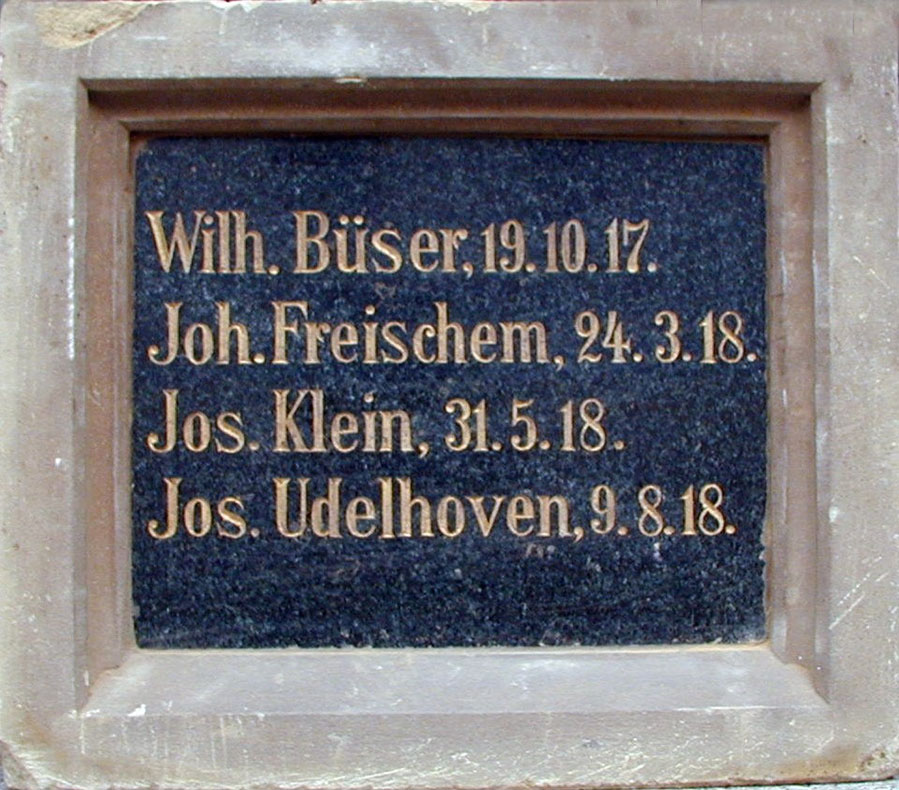 Wilh. Büser, 19.10.17.
Joh. Freischem, 24.3.18.
Jos. Klein, 31.5.18.
Jos. Udelhoven, 9.8.18.